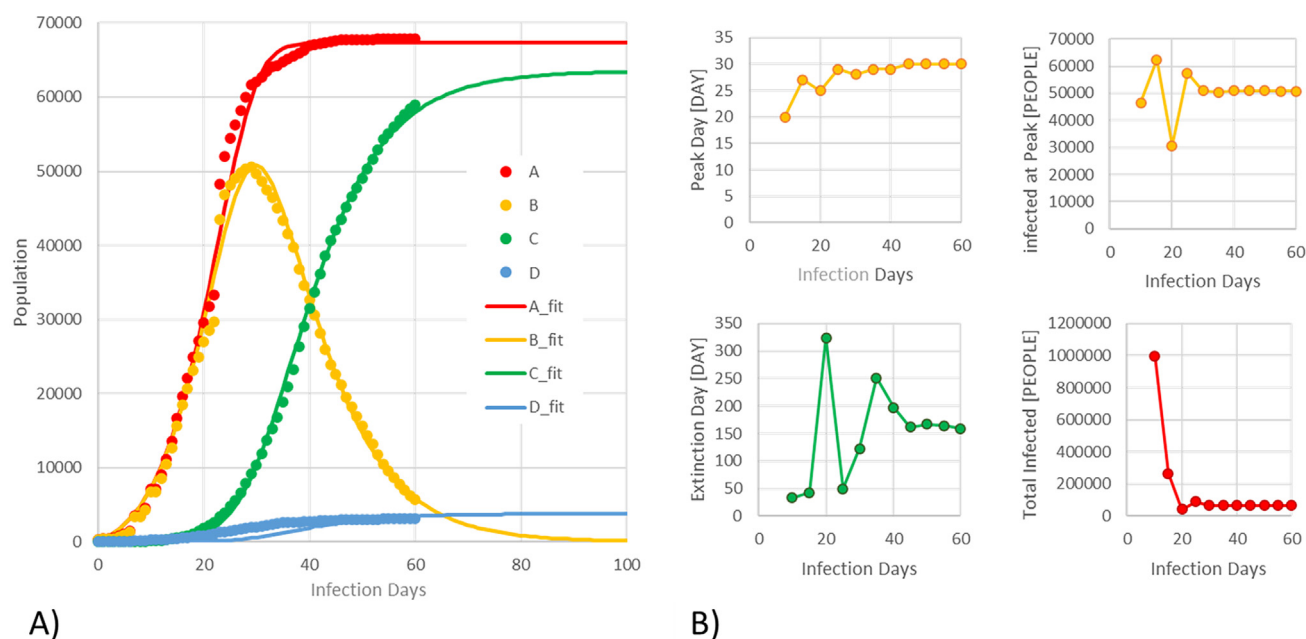 70000
60000
50000
40000
30000
20000
10000
0
Population
0 20 40 60 80 100
Infection Days
A
B
C
D
A_fit
B_fit
C_fit
D_fit
A)
35
30
25
20
15
10
5
0
Peak Day [DAY]
0 20 40 60
Infection Days
70000
60000
50000
40000
30000
20000
10000
0
infected at Peak [PEOPLE]
0 20 40 60
Infection Days
350
300
250
200
150
100
50
0
Extinction Day [DAY]
0 20 40 60
Infection Days
1200000
1000000
800000
600000
400000
200000
0
Total Infected [PEOPLE]
0 10 20 30 40 50 60
Infection Days
B)